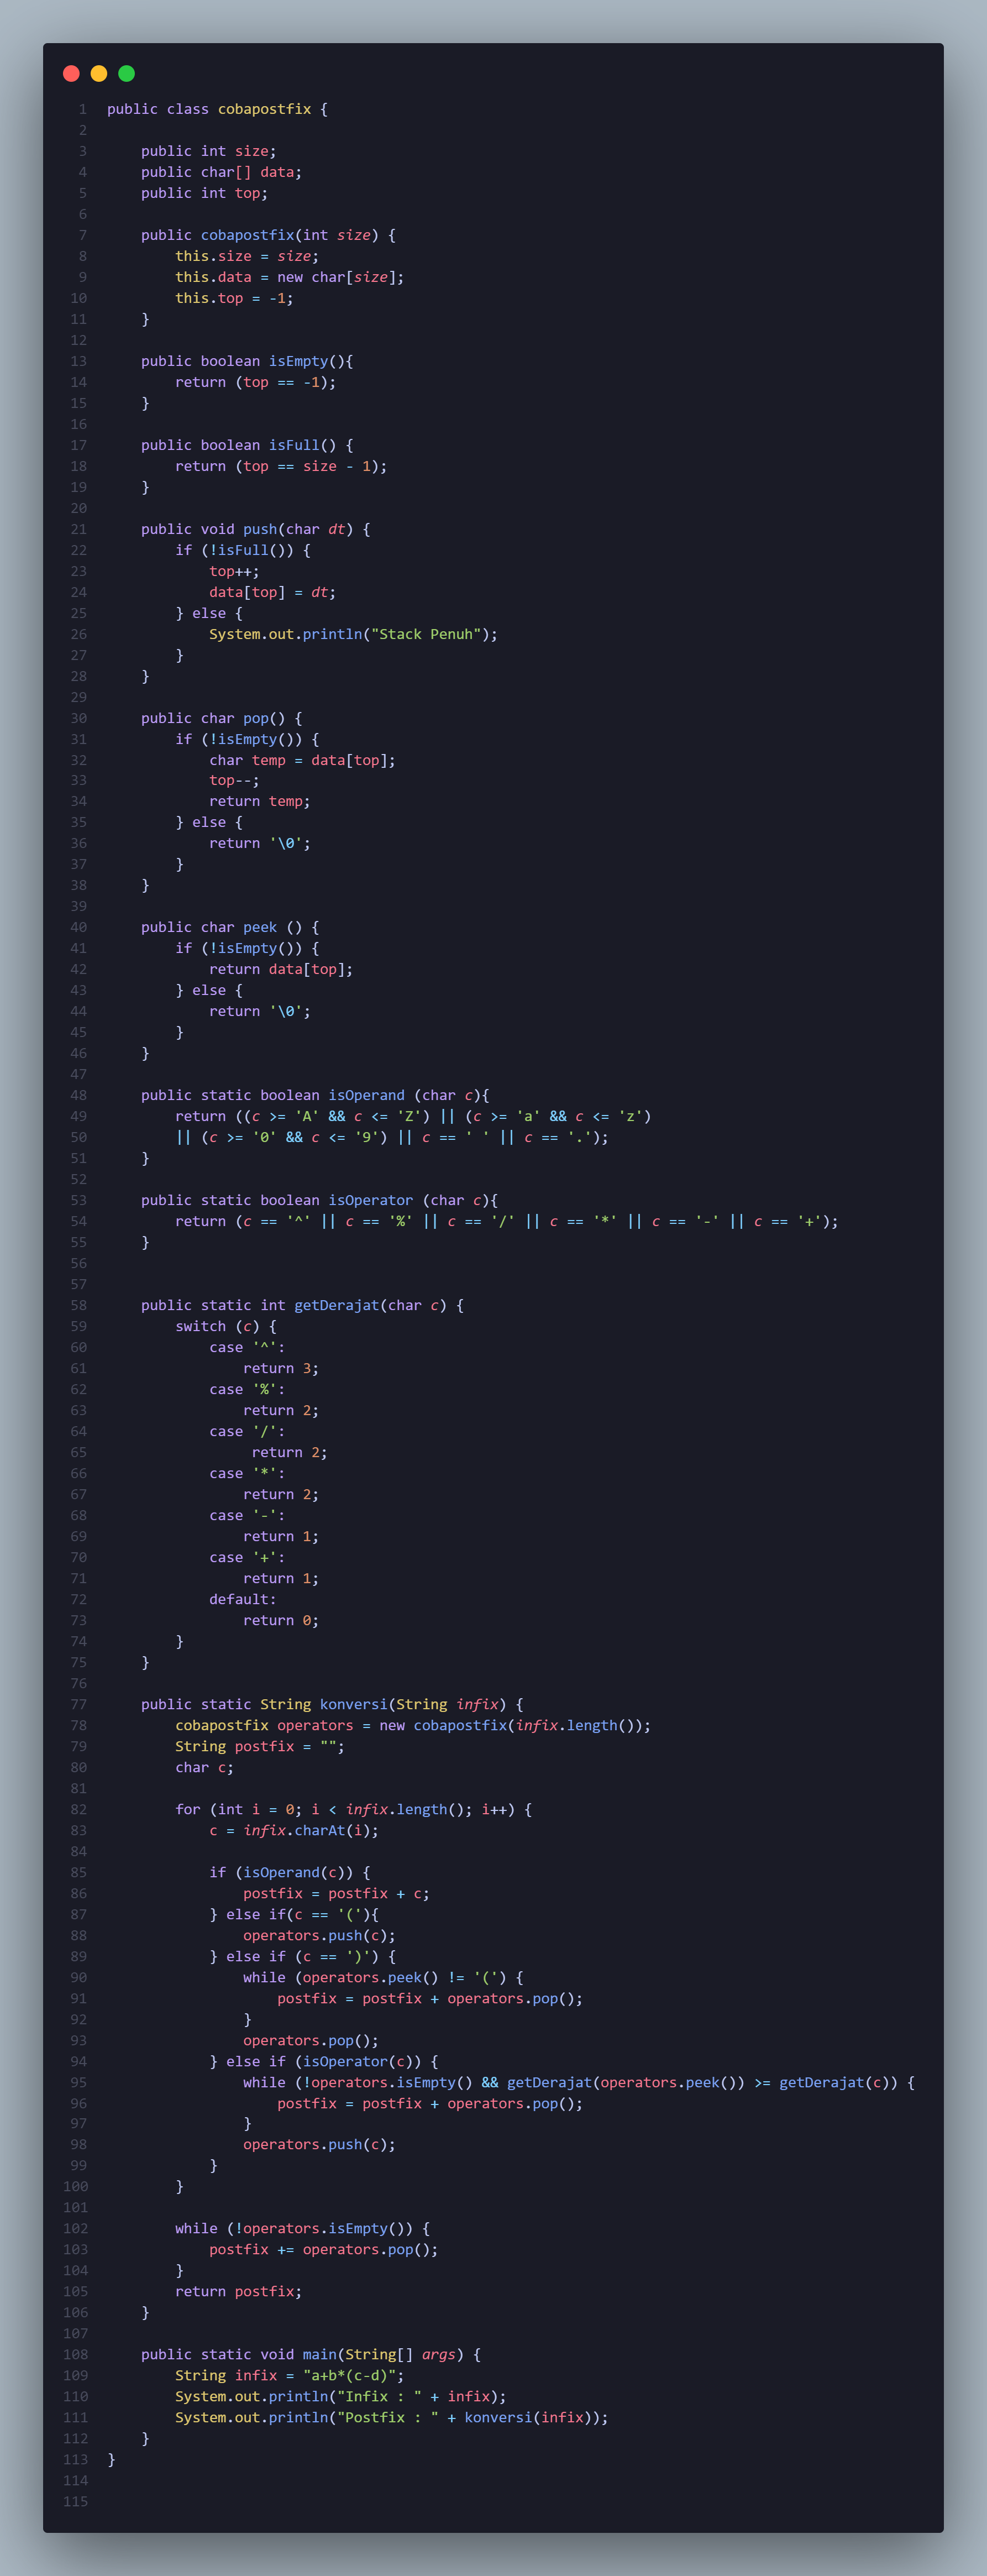 1 public class cobapostfix {
2
3     public int size;
4     public char[] data;
5     public int top;
6
7     public cobapostfix(int size) {
8         this.size = size;
9         this.data = new char[size];
10         this.top = -1;
11     }
12
13     public boolean isEmpty(){
14         return (top == -1);
15     }
16
17     public boolean isFull() {
18         return (top == size - 1);
19     }
20
21     public void push(char dt) {
22         if (!isFull()) {
23             top++;
24             data[top] = dt;
25         } else {
26             System.out.println("Stack Penuh");
27         }
28     }
29
30     public char pop() {
31         if (!isEmpty()) {
32             char temp = data[top];
33             top--;
34             return temp;
35         } else {
36             return '\0';
37         }
38     }
39
40     public char peek () {
41         if (!isEmpty()) {
42             return data[top];
43         } else {
44             return '\0';
45         }
46     }
47
48     public static boolean isOperand (char c){
49         return ((c >= 'A' && c <= 'Z') || (c >= 'a' && c <= 'z')
50         || (c >= '0' && c <= '9') || c == ' ' || c == '.');
51     }
52
53     public static boolean isOperator (char c){
54         return (c == '^' || c == '%' || c == '/' || c == '*' || c == '-' || c == '+');
55     }
56
57
58     public static int getDerajat(char c) {
59         switch (c) {
60             case '^':
61                 return 3;
62             case '%':
63                 return 2;
64             case '/':
65                  return 2;
66             case '*':
67                 return 2;
68             case '-':
69                 return 1;
70             case '+':
71                 return 1;
72             default:
73                 return 0;
74         }
75     }
76
77     public static String konversi(String infix) {
78         cobapostfix operators = new cobapostfix(infix.length());
79         String postfix = "";
80         char c;
81
82         for (int i = 0; i < infix.length(); i++) {
83             c = infix.charAt(i);
84
85             if (isOperand(c)) {
86                 postfix = postfix + c;
87             } else if(c == '('){
88                 operators.push(c);
89             } else if (c == ')') {
90                 while (operators.peek() != '(') {
91                     postfix = postfix + operators.pop();
92                 }
93                 operators.pop();
94             } else if (isOperator(c)) {
95                 while (!operators.isEmpty() && getDerajat(operators.peek()) >= getDerajat(c)) {
96                     postfix = postfix + operators.pop();
97                 }
98                 operators.push(c);
99             }
100         }
101
102         while (!operators.isEmpty()) {
103             postfix += operators.pop();
104         }
105         return postfix;
106     }
107
108     public static void main(String[] args) {
109         String infix = "a+b*(c-d)";
110         System.out.println("Infix : " + infix);
111         System.out.println("Postfix : " + konversi(infix));
112     }
113 }
114
115